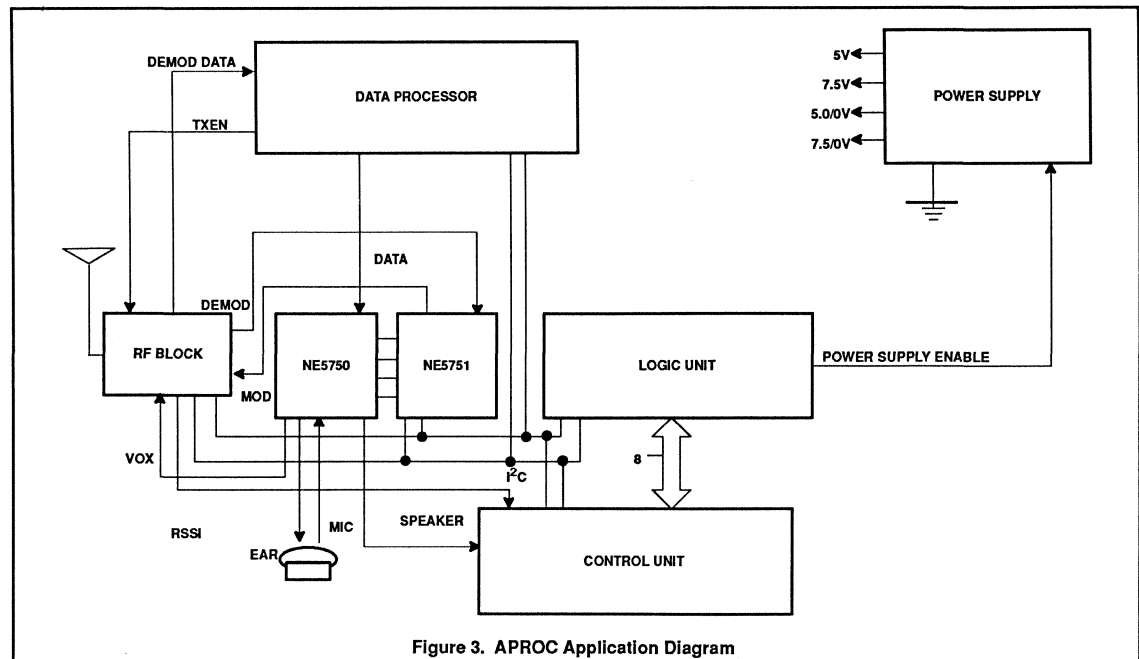 DEMOD DATA
DATA PROCESSOR
TXEN
5V
7.5V
5.0/0V
7.5/0V
POWER SUPPLY
DATA
DEMOD
RF BLOCK
NE5750
NE5751
LOGIC UNIT
POWER SUPPLY ENABLE
MOD
VOX
8
I²C
RSSI
MIC
SPEAKER
EAR
CONTROL UNIT
Figure 3. APROC Application Diagram